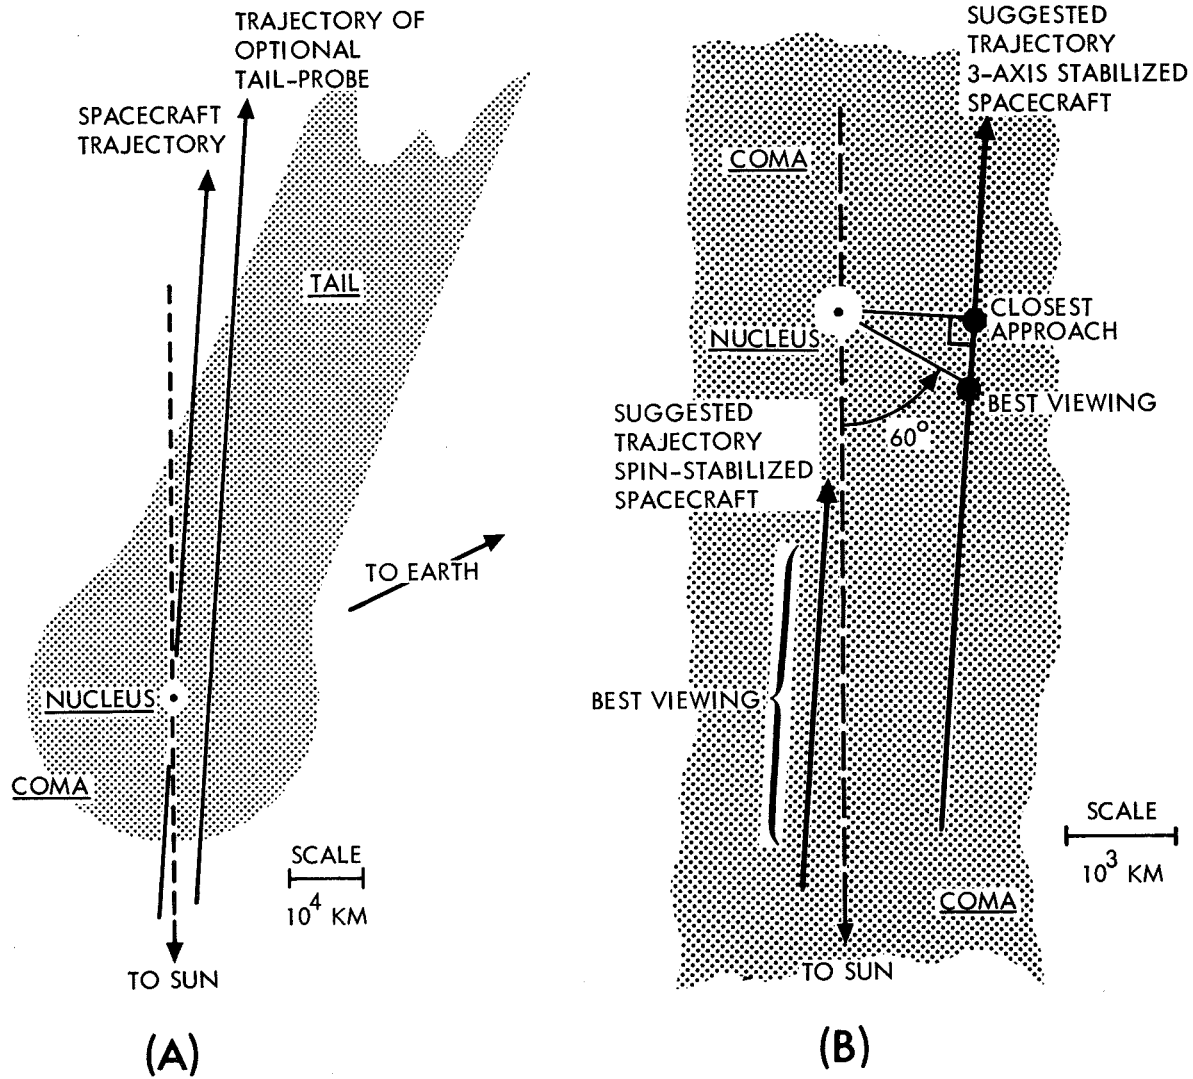 TRAJECTORY OF
OPTIONAL
TAIL-PROBE
SPACECRAFT
TRAJECTORY
TAIL
TO EARTH
NUCLEUS
COMA
SCALE
10⁴ KM
TO SUN
(A)
SUGGESTED
TRAJECTORY
3-AXIS STABILIZED
SPACECRAFT
COMA
CLOSEST
APPROACH
NUCLEUS
BEST VIEWING
60°
SUGGESTED
TRAJECTORY
SPIN-STABILIZED
SPACECRAFT
BEST VIEWING
SCALE
10³ KM
COMA
TO SUN
(B)